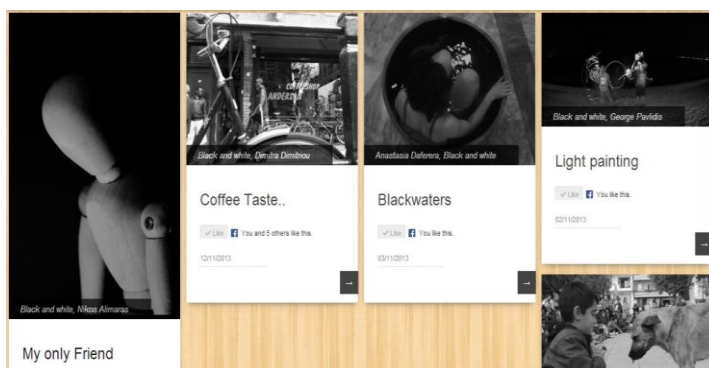 Black and white, Nikos Alimaras
My only Friend
COFFEESHOP
ANDERSON
Black and white, Dimitra Dimitriou
Coffee Taste..
✓ Like You and 5 others like this.
12/11/2013
→
Anastasia Daferera, Black and white
Blackwaters
✓ Like You like this.
03/11/2013
→
Black and white, George Pavlidis
Light painting
✓ Like You like this.
02/11/2013
→